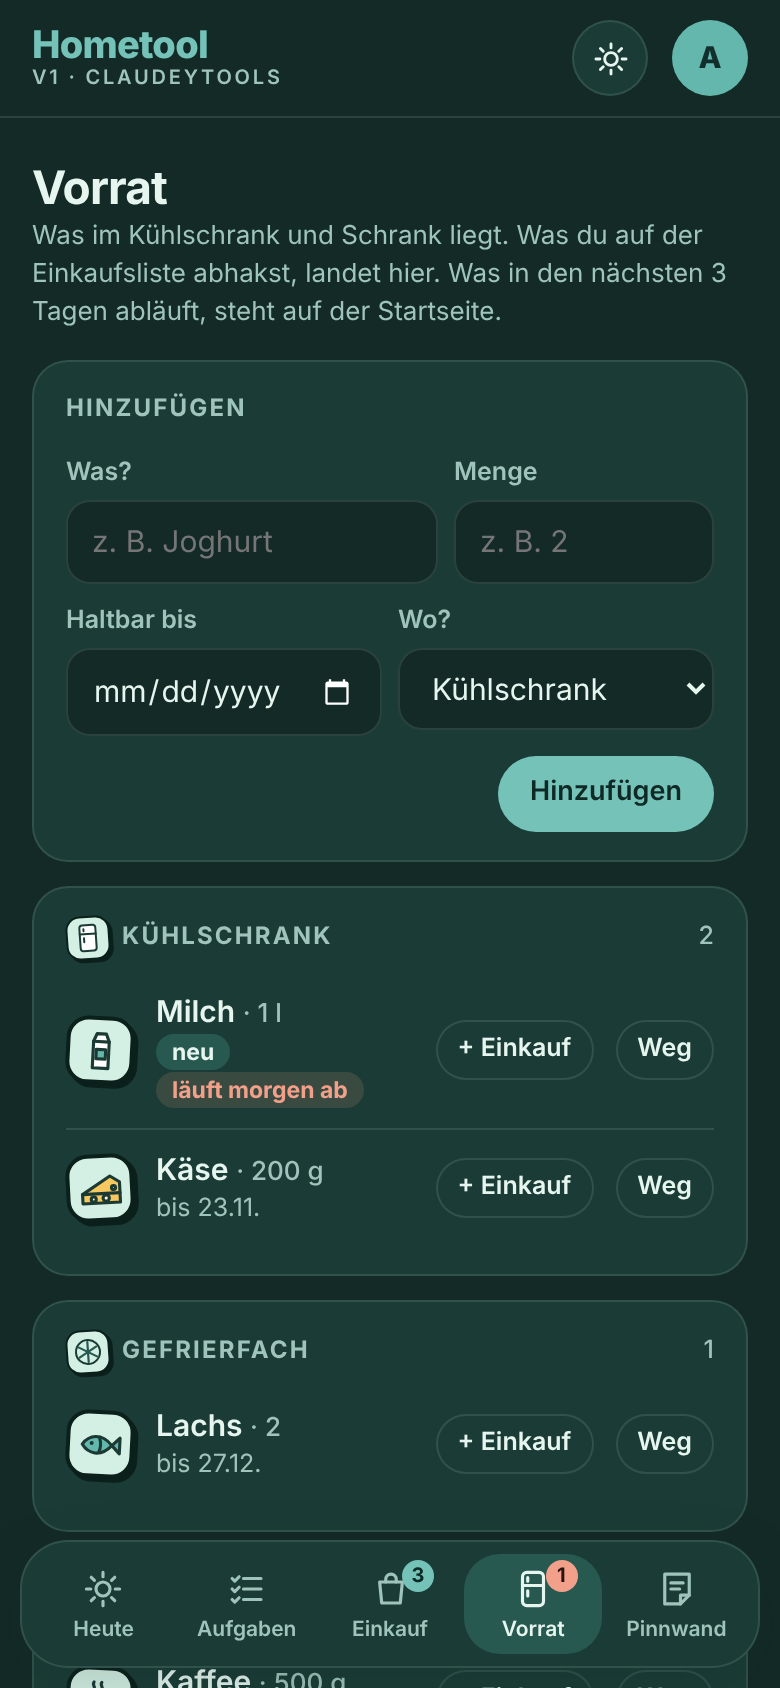 Hometool
V1 · CLAUDEYTOOLS
A
Vorrat
Was im Kühlschrank und Schrank liegt. Was du auf der
Einkaufsliste abhakst, landet hier. Was in den nächsten 3
Tagen abläuft, steht auf der Startseite.
HINZUFÜGEN
Was? Menge
z. B. Joghurt z. B. 2
Haltbar bis Wo?
mm/dd/yyyy Kühlschrank
Hinzufügen
KÜHLSCHRANK 2
Milch · 1 l
neu
läuft morgen ab
+ Einkauf Weg
Käse · 200 g
bis 23.11.
+ Einkauf Weg
GEFRIERFACH 1
Lachs · 2
bis 27.12.
+ Einkauf Weg
3 1
Heute Aufgaben Einkauf Vorrat Pinnwand
Kaffee · 500 g